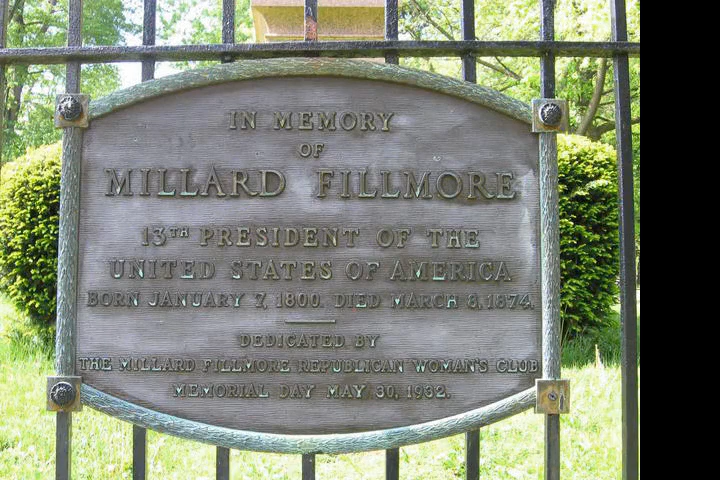 IN MEMORY
OF
MILLARD FILLMORE
13TH PRESIDENT OF THE
UNITED STATES OF AMERICA
BORN JANUARY 7, 1800. DIED MARCH 8, 1874.
DEDICATED BY
THE MILLARD FILLMORE REPUBLICAN WOMAN'S CLUB
MEMORIAL DAY MAY 30, 1932.